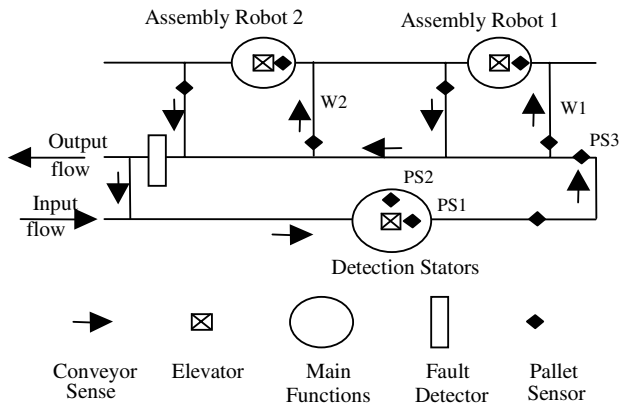 Assembly Robot 2
Assembly Robot 1
W2
W1
Output
flow
PS3
PS2
Input
flow
PS1
Detection Stators
Conveyor
Sense
Elevator
Main
Functions
Fault
Detector
Pallet
Sensor